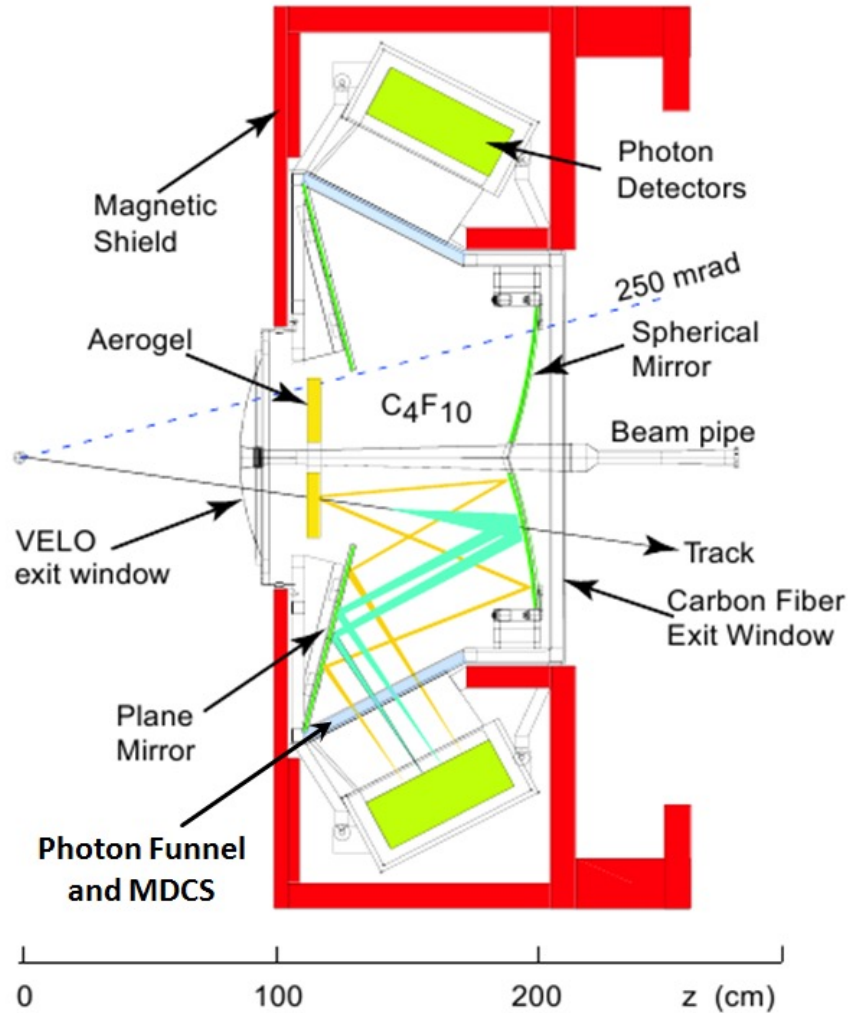 Photon
Detectors
Magnetic
Shield
250 mrad
Aerogel
Spherical
Mirror
C4F10
Beam pipe
VELO
exit window
Track
Carbon Fiber
Exit Window
Plane
Mirror
Photon Funnel
and MDCS
0 100 200 z (cm)